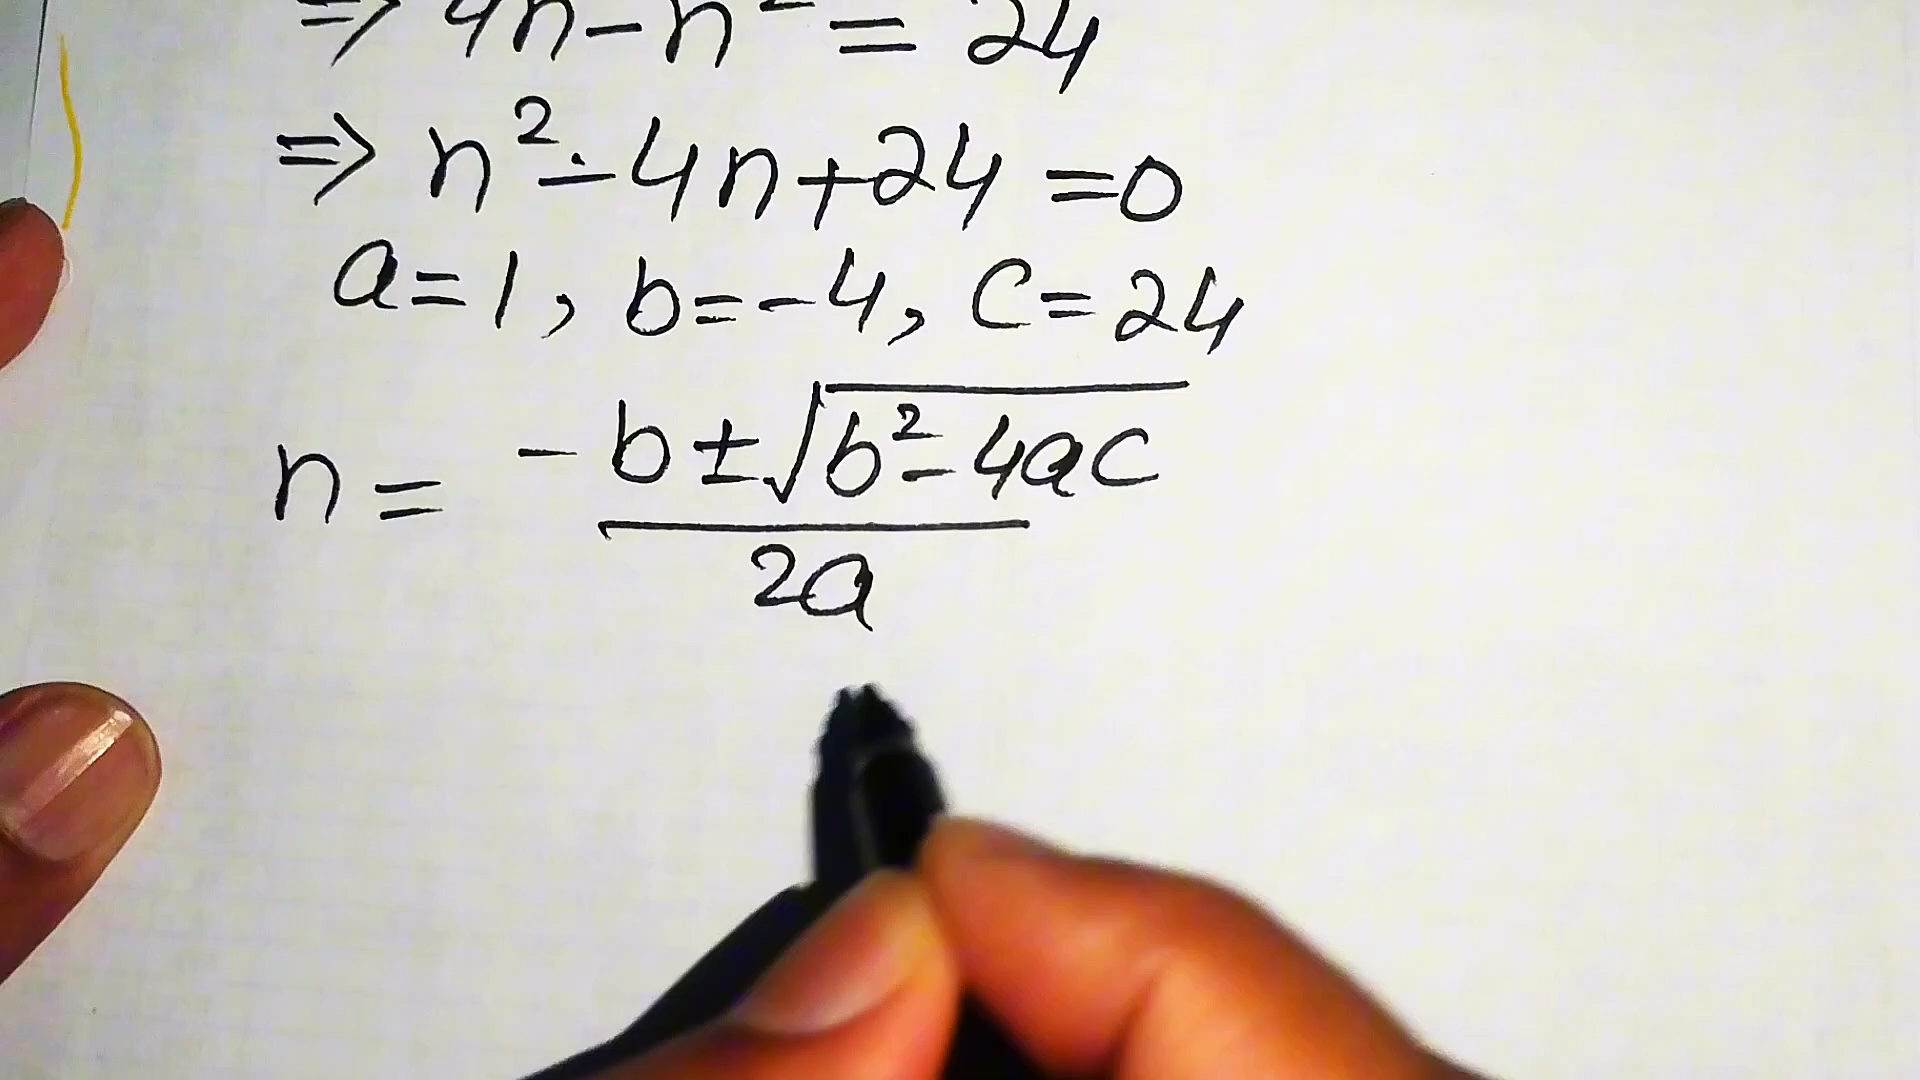 ⇒ 4n - n² = 24
⇒ n² - 4n + 24 = 0
a = 1, b = -4, c = 24
n = (-b ± √(b² - 4ac)) / 2a